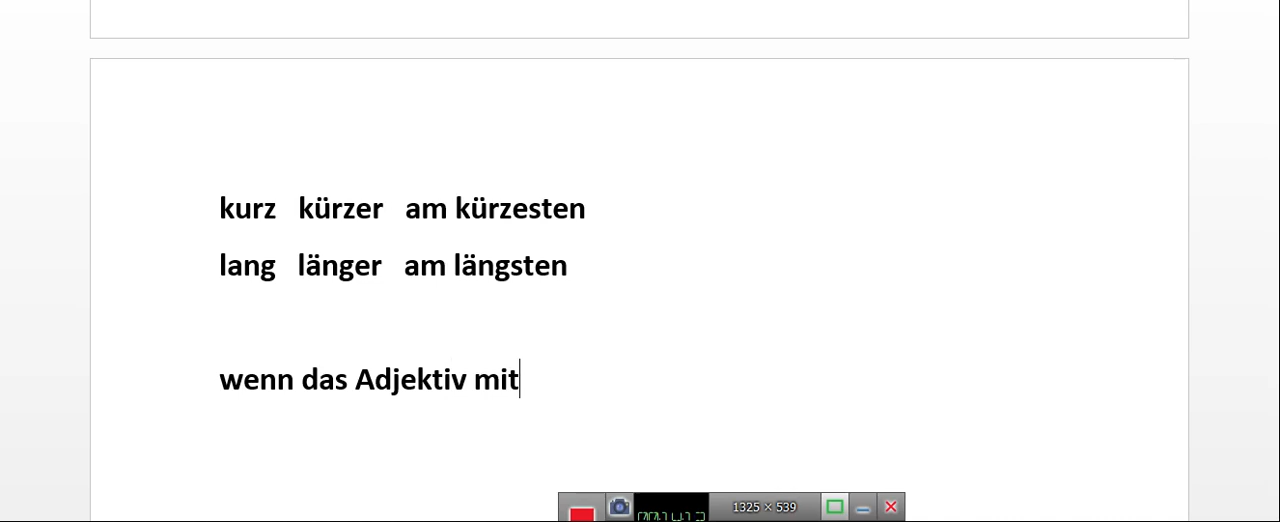 kurz kürzer am kürzesten
lang länger am längsten
wenn das Adjektiv mit
1325 × 539